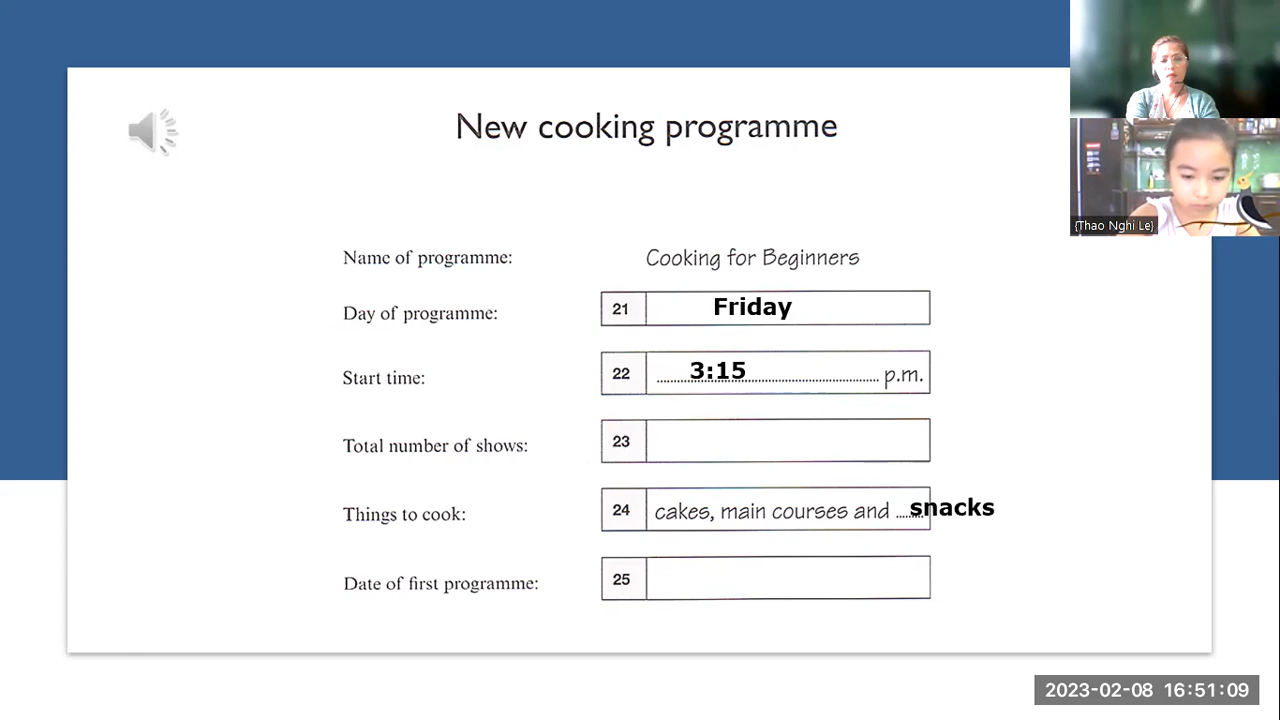 New cooking programme
{Thao Nghi Le}
Name of programme: Cooking for Beginners
Day of programme: 21 Friday
Start time: 22 3:15 p.m.
Total number of shows: 23
Things to cook: 24 cakes, main courses and ........ snacks
Date of first programme: 25
2023-02-08 16:51:09